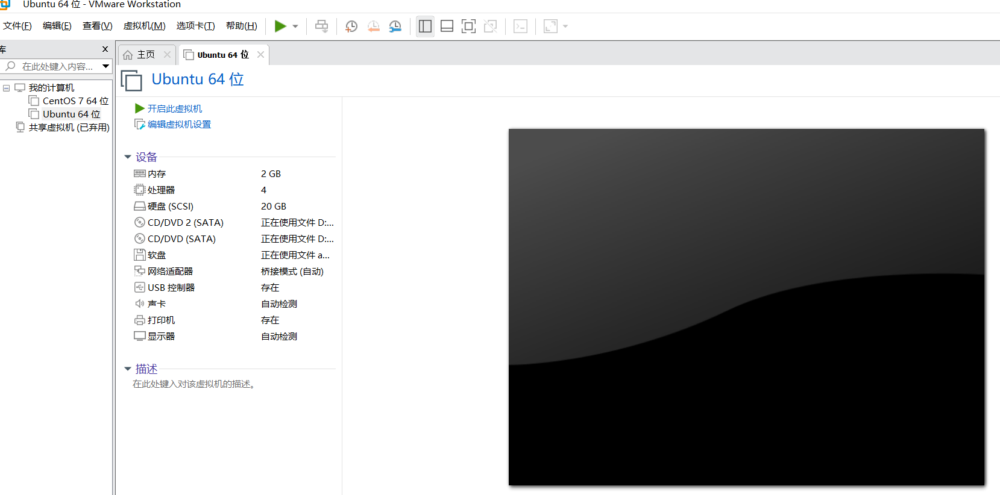 Ubuntu 64 位 - VMware Workstation
文件(F) 编辑(E) 查看(V) 虚拟机(M) 选项卡(T) 帮助(H)
库
在此处键入内容...
我的计算机
CentOS 7 64 位
Ubuntu 64 位
共享虚拟机 (已弃用)
主页
Ubuntu 64 位
Ubuntu 64 位
开启此虚拟机
编辑虚拟机设置
设备
内存 2 GB
处理器 4
硬盘 (SCSI) 20 GB
CD/DVD 2 (SATA) 正在使用文件 D:...
CD/DVD (SATA) 正在使用文件 D:...
软盘 正在使用文件 a...
网络适配器 桥接模式 (自动)
USB 控制器 存在
声卡 自动检测
打印机 存在
显示器 自动检测
描述
在此处键入对该虚拟机的描述。